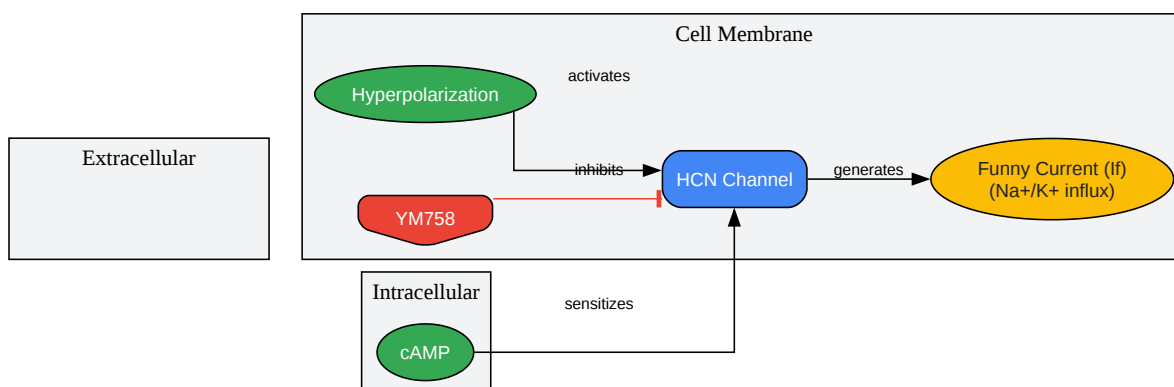 Cell Membrane
Hyperpolarization
activates
Extracellular
inhibits
HCN Channel
generates
Funny Current (If)
(Na+/K+ influx)
YM758
Intracellular
sensitizes
cAMP